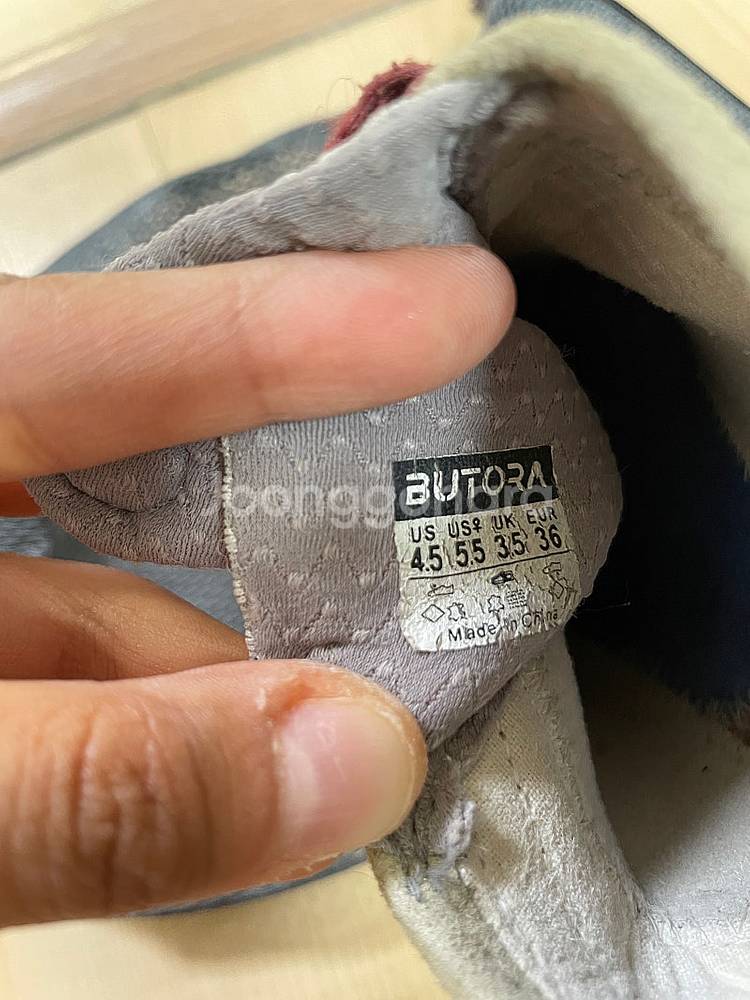 BUTORA
US US♀ UK EUR
4.5 5.5 3.5 36
Made in China